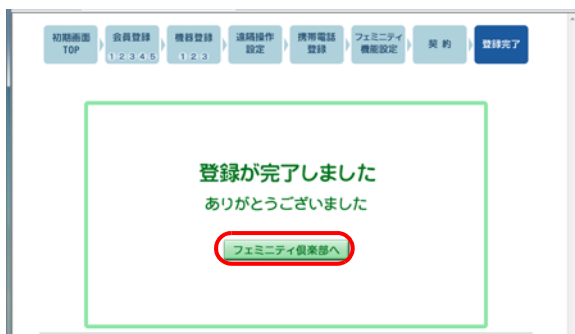 初期画面
TOP
会員登録
1 2 3 4 5
機器登録
1 2 3
遠隔操作
設定
携帯電話
登録
フェミニティ
機能設定
契約
登録完了
登録が完了しました
ありがとうございました
フェミニティ倶楽部へ